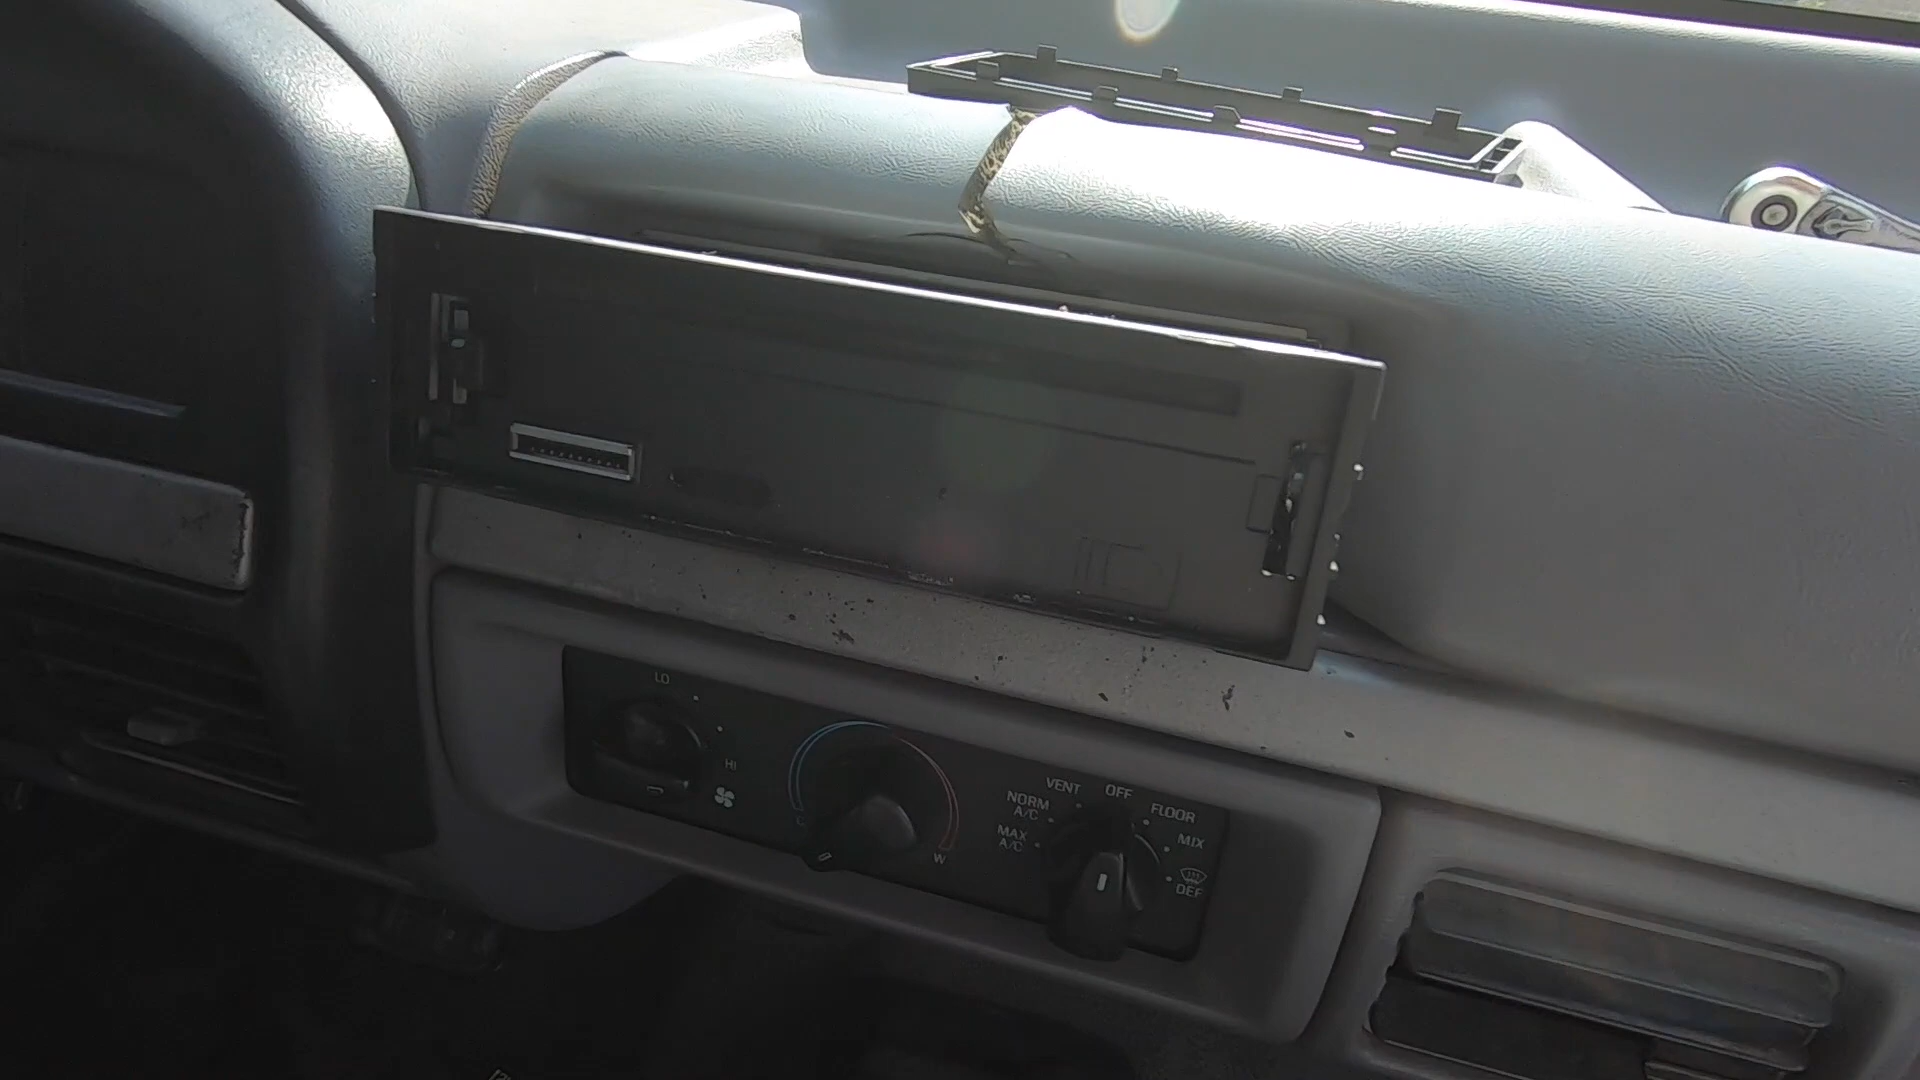 LO
HI
C
W
VENT
OFF
FLOOR
NORM
A/C
MIX
MAX
A/C
DEF